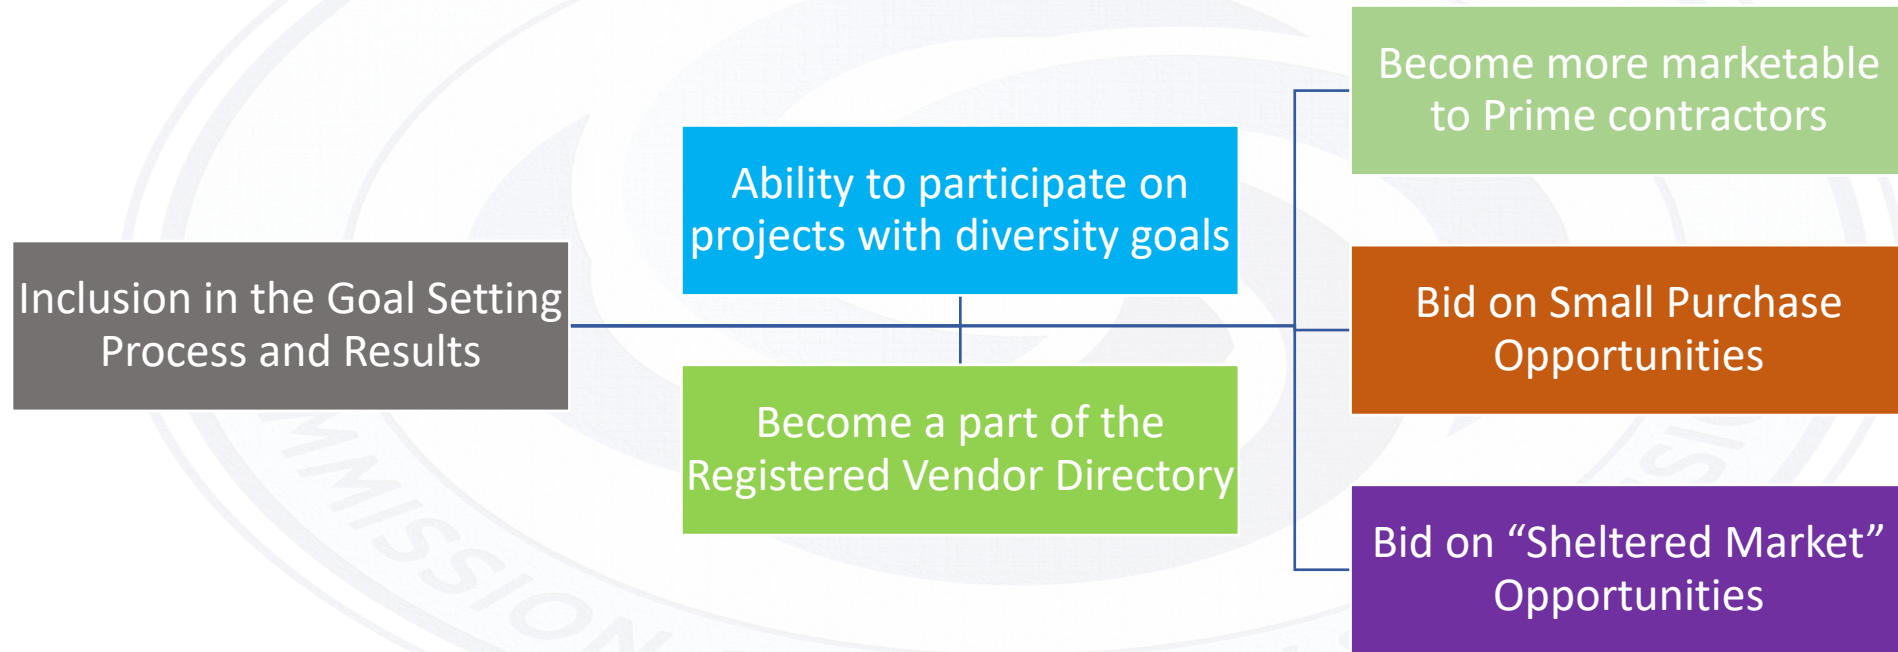 Inclusion in the Goal Setting
Process and Results
Ability to participate on
projects with diversity goals
Become a part of the
Registered Vendor Directory
Become more marketable
to Prime contractors
Bid on Small Purchase
Opportunities
Bid on “Sheltered Market”
Opportunities